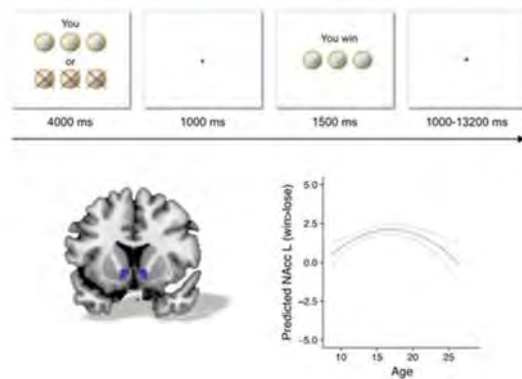 You
or
You win
4000 ms
1000 ms
1500 ms
1000-13200 ms
Predicted NAcc L (win>lose)
5.0
2.5
0.0
-2.5
-5.0
10
15
20
25
Age